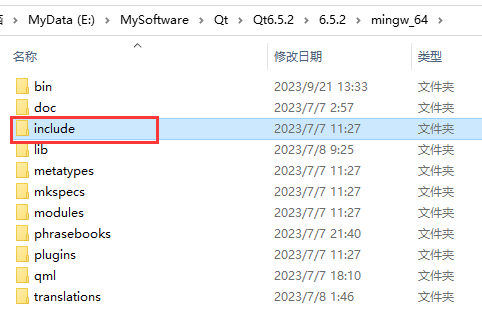 MyData (E:) > MySoftware > Qt > Qt6.5.2 > 6.5.2 > mingw_64 >
名称 修改日期 类型
bin 2023/9/21 13:33 文件夹
doc 2023/7/7 2:57 文件夹
include 2023/7/7 11:27 文件夹
lib 2023/7/8 9:25 文件夹
metatypes 2023/7/7 11:27 文件夹
mkspecs 2023/7/7 11:27 文件夹
modules 2023/7/7 11:27 文件夹
phrasebooks 2023/7/7 21:40 文件夹
plugins 2023/7/7 11:27 文件夹
qml 2023/7/7 18:10 文件夹
translations 2023/7/8 1:46 文件夹